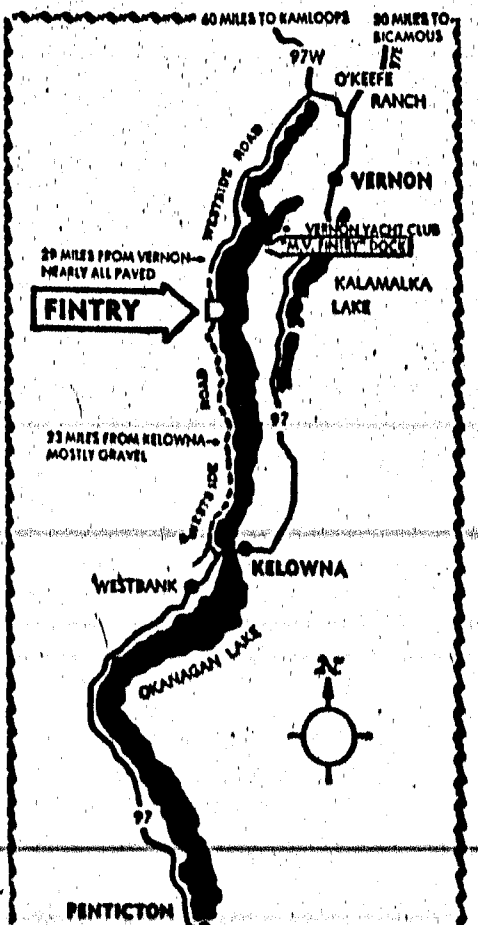 60 MILES TO KAMLOOPS
30 MILES TO
SICAMOUS
97W
O'KEEFE
RANCH
WESTSIDE ROAD
VERNON
VERNON YACHT CLUB
"M.V. FINTRY" DOCK
29 MILES FROM VERNON
NEARLY ALL PAVED
KALAMALKA
LAKE
FINTRY
ROAD
97
23 MILES FROM KELOWNA
MOSTLY GRAVEL
WESTSIDE
KELOWNA
WESTBANK
OKANAGAN LAKE
N
97
PENTICTON